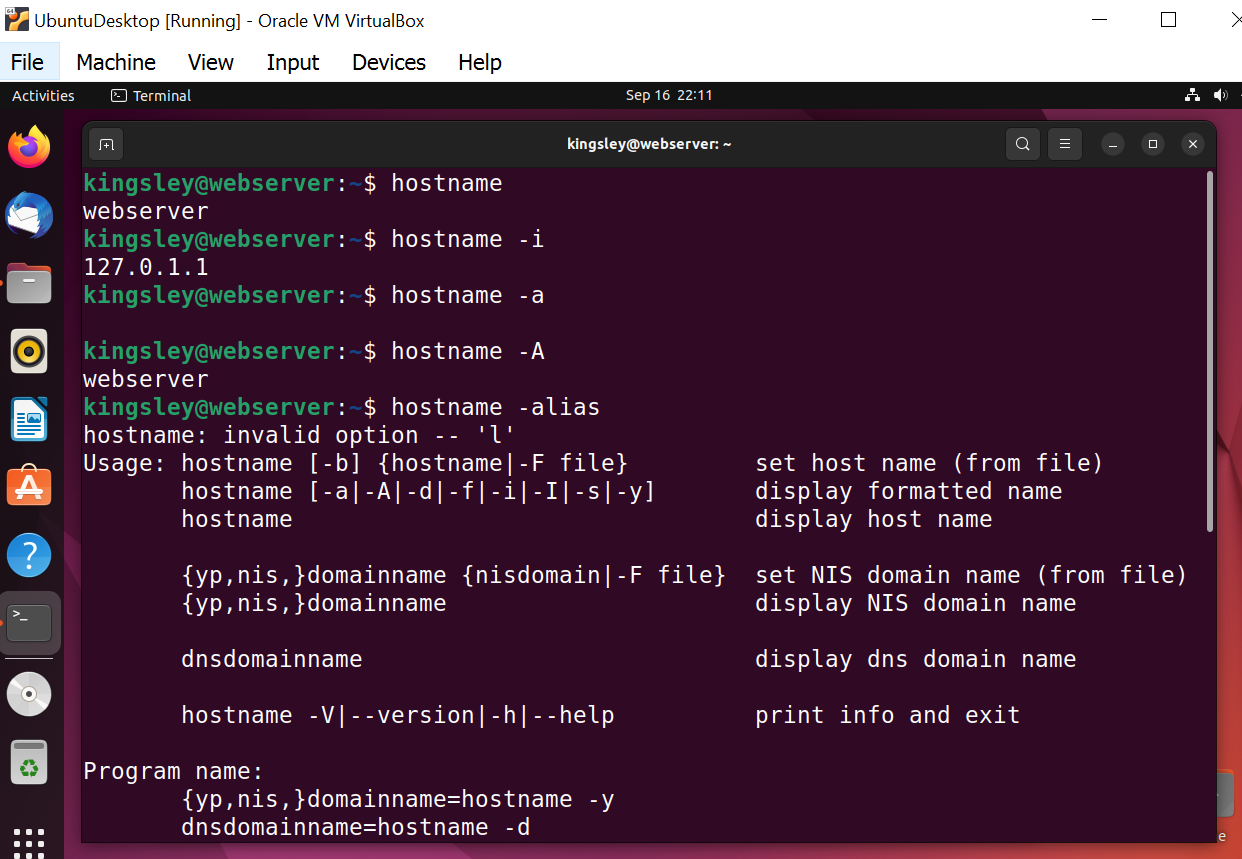 UbuntuDesktop [Running] - Oracle VM VirtualBox
File Machine View Input Devices Help
Activities Terminal Sep 16 22:11
kingsley@webserver: ~
kingsley@webserver:~$ hostname
webserver
kingsley@webserver:~$ hostname -i
127.0.1.1
kingsley@webserver:~$ hostname -a
kingsley@webserver:~$ hostname -A
webserver
kingsley@webserver:~$ hostname -alias
hostname: invalid option -- 'l'
Usage: hostname [-b] {hostname|-F file} set host name (from file)
hostname [-a|-A|-d|-f|-i|-I|-s|-y] display formatted name
hostname display host name
{yp,nis,}domainname {nisdomain|-F file} set NIS domain name (from file)
{yp,nis,}domainname display NIS domain name
dnsdomainname display dns domain name
hostname -V|--version|-h|--help print info and exit
Program name:
{yp,nis,}domainname=hostname -y
dnsdomainname=hostname -d